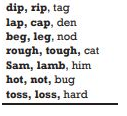 dip, rip, tag
lap, cap, den
beg, leg, nod
rough, tough, cat
Sam, lamb, him
hot, not, bug
toss, loss, hard